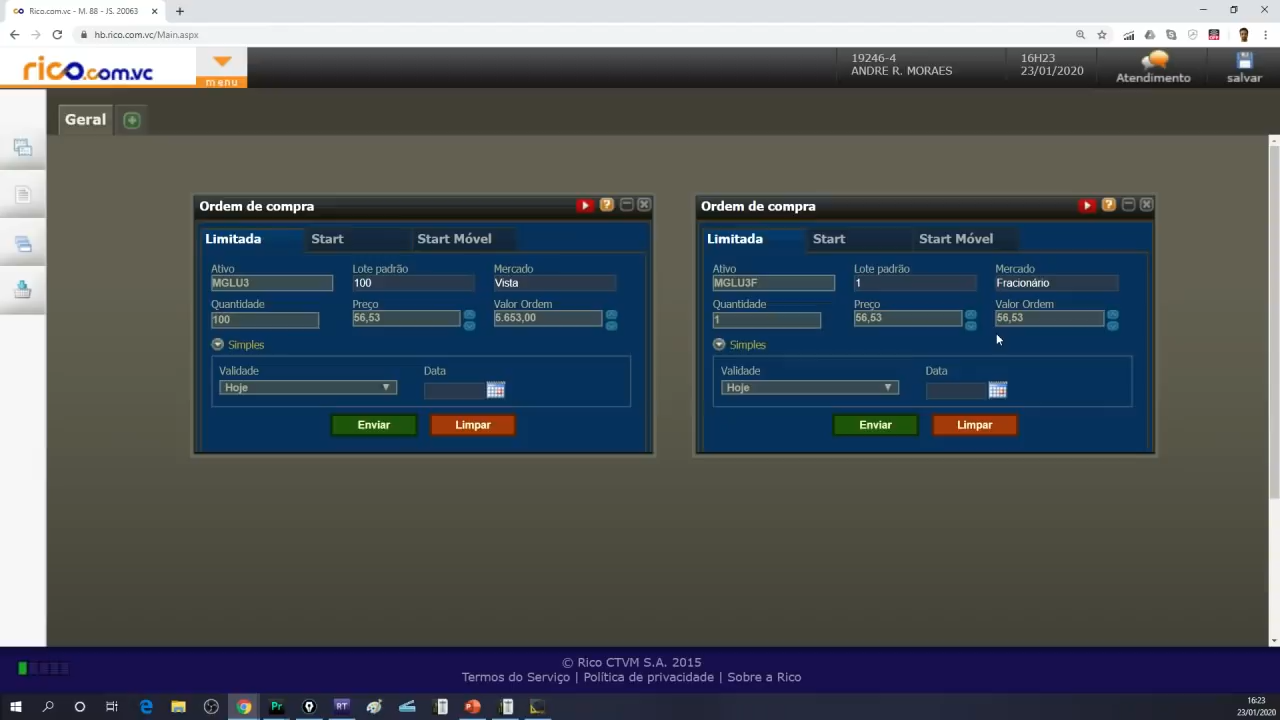 Rico.com.vc - M. 88 - JS. 20063
hb.rico.com.vc/Main.aspx
rico.com.vc
menu
19246-4
ANDRE R. MORAES
16H23
23/01/2020
Atendimento
salvar
Geral
Ordem de compra
Limitada Start Start Móvel
Ativo Lote padrão Mercado
MGLU3 100 Vista
Quantidade Preço Valor Ordem
100 56,53 5.653,00
Simples
Validade Data
Hoje
Enviar Limpar
Ordem de compra
Limitada Start Start Móvel
Ativo Lote padrão Mercado
MGLU3F 1 Fracionário
Quantidade Preço Valor Ordem
1 56,53 56,53
Simples
Validade Data
Hoje
Enviar Limpar
© Rico CTVM S.A. 2015
Termos do Serviço | Política de privacidade | Sobre a Rico
Pr
RT
16:23
23/01/2020